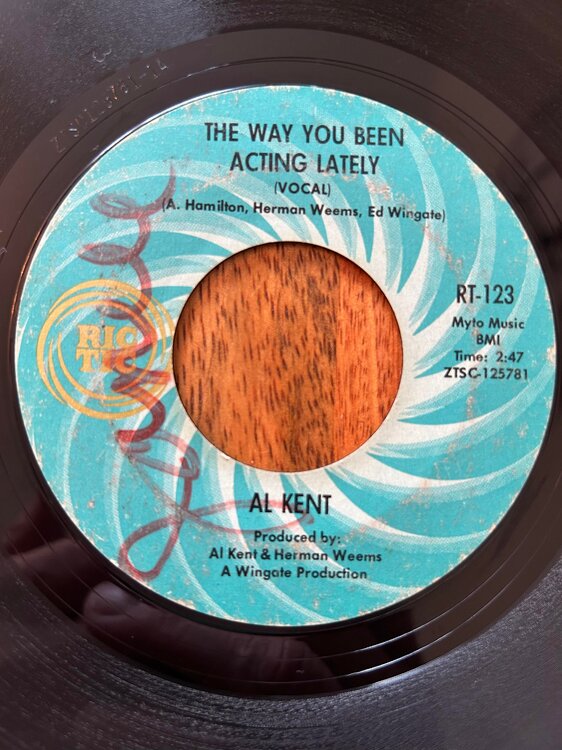 THE WAY YOU BEEN
ACTING LATELY
(VOCAL)
(A. Hamilton, Herman Weems, Ed Wingate)
RIC
TIC
RT-123
Myto Music
BMI
Time: 2:47
ZTSC-125781
AL KENT
Produced by:
Al Kent & Herman Weems
A Wingate Production